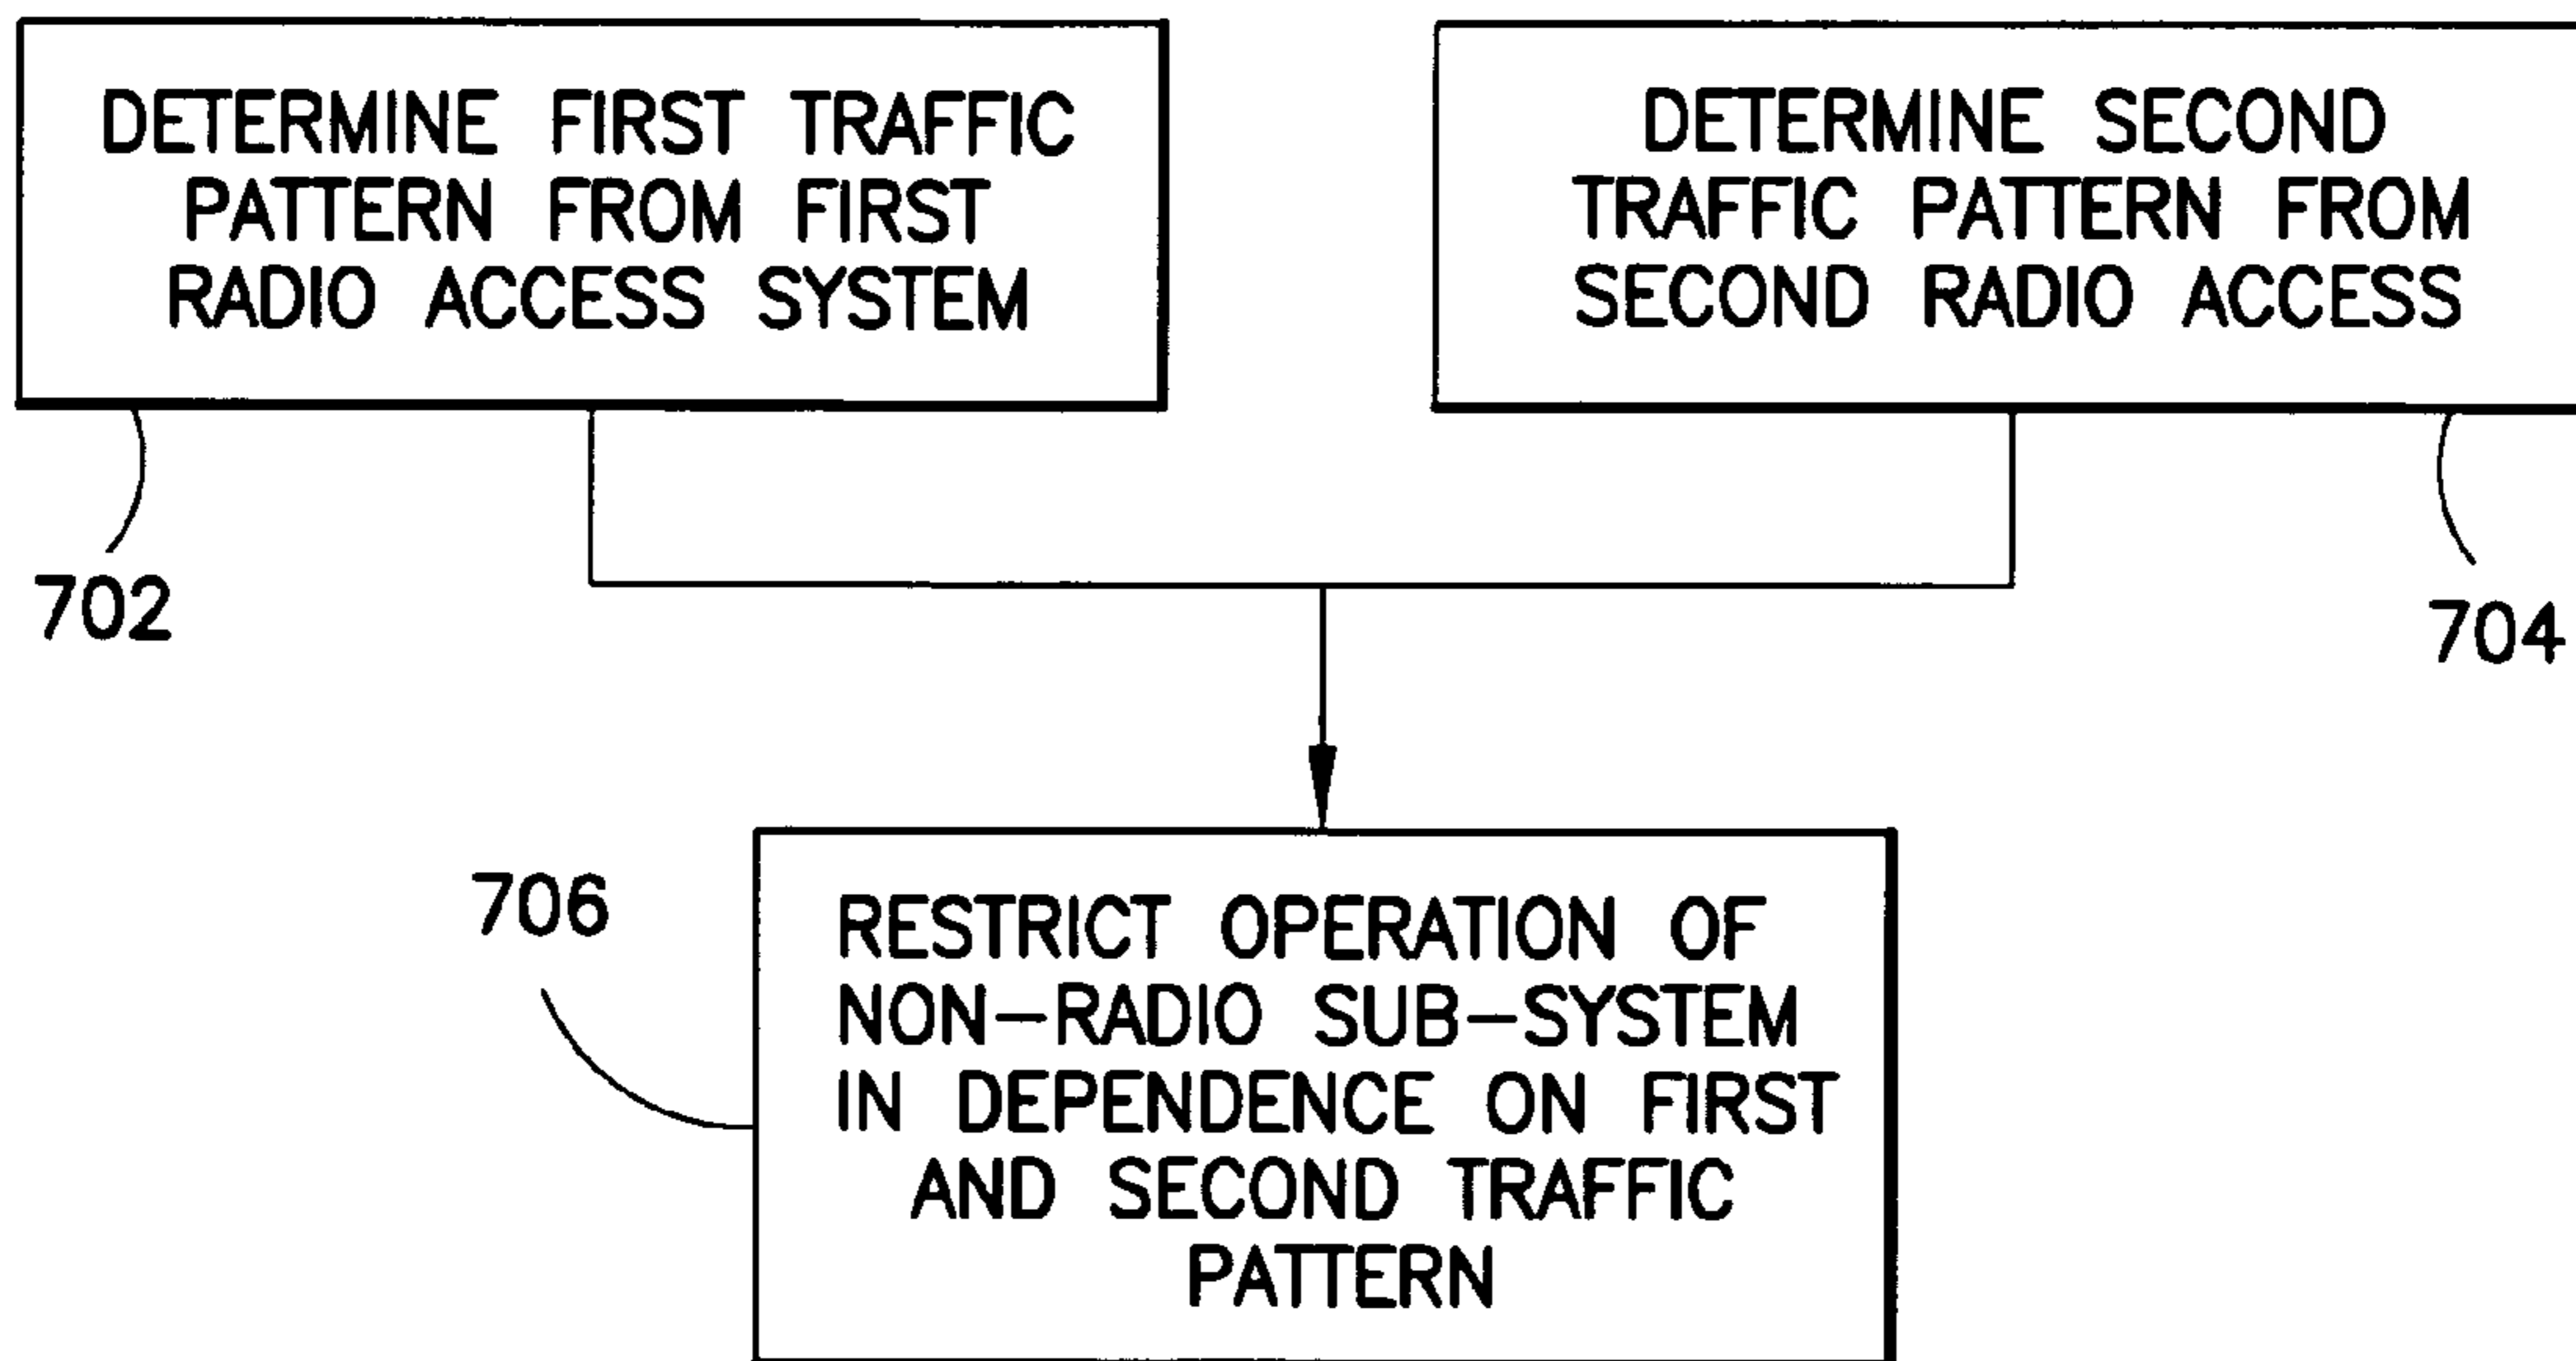 DETERMINE FIRST TRAFFIC
PATTERN FROM FIRST
RADIO ACCESS SYSTEM
702
DETERMINE SECOND
TRAFFIC PATTERN FROM
SECOND RADIO ACCESS
704
706
RESTRICT OPERATION OF
NON-RADIO SUB-SYSTEM
IN DEPENDENCE ON FIRST
AND SECOND TRAFFIC
PATTERN